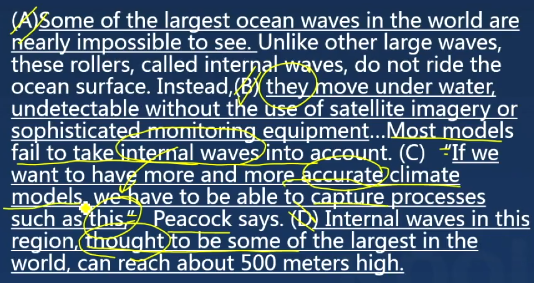 (A)Some of the largest ocean waves in the world are
nearly impossible to see. Unlike other large waves,
these rollers, called internal waves, do not ride the
ocean surface. Instead,(B) they move under water,
undetectable without the use of satellite imagery or
sophisticated monitoring equipment...Most models
fail to take internal waves into account. (C) "If we
want to have more and more accurate climate
models, we have to be able to capture processes
such as this," Peacock says. (D) Internal waves in this
region, thought to be some of the largest in the
world, can reach about 500 meters high.